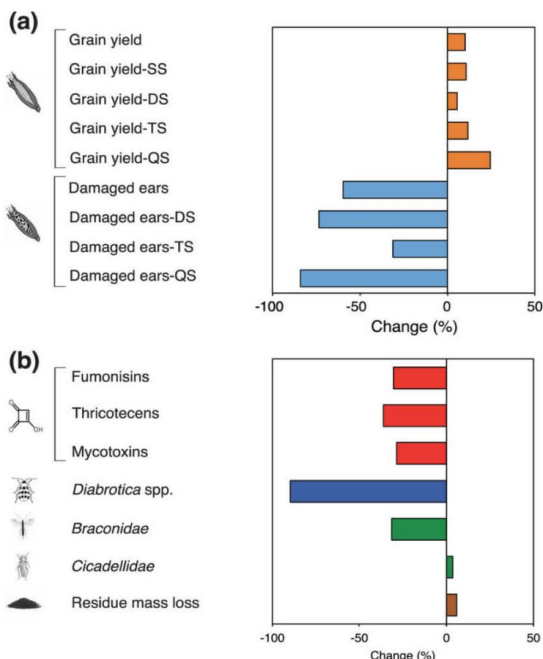 (a)
Grain yield
Grain yield-SS
Grain yield-DS
Grain yield-TS
Grain yield-QS
Damaged ears
Damaged ears-DS
Damaged ears-TS
Damaged ears-QS
-100 -50 0 50
Change (%)
(b)
Fumonisins
Thricotecens
Mycotoxins
Diabrotica spp.
Braconidae
Cicadellidae
Residue mass loss
-100 -50 0 50
Change (%)
O
O
OH